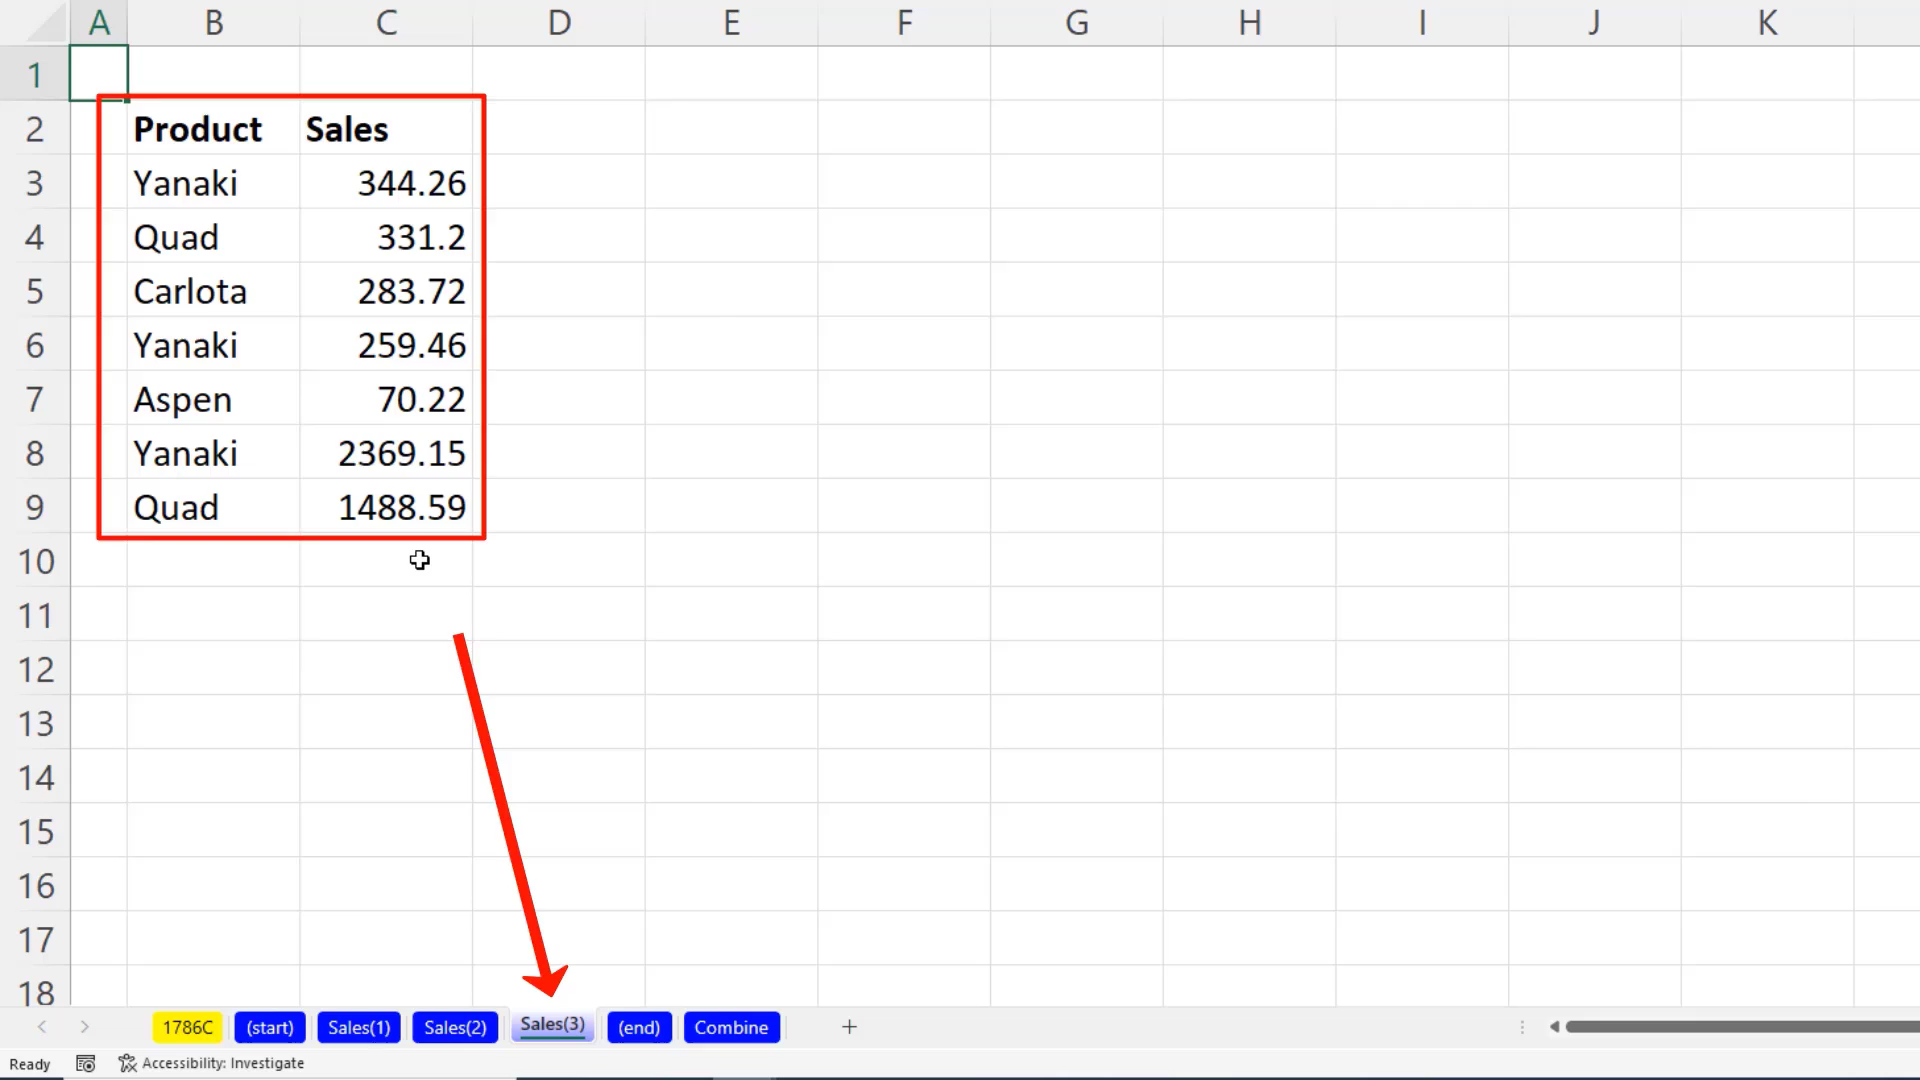 A B C D E F G H I J K
1
2 Product Sales
3 Yanaki 344.26
4 Quad 331.2
5 Carlota 283.72
6 Yanaki 259.46
7 Aspen 70.22
8 Yanaki 2369.15
9 Quad 1488.59
10
11
12
13
14
15
16
17
18
1786C (start) Sales(1) Sales(2) Sales(3) (end) Combine +
Ready Accessibility: Investigate